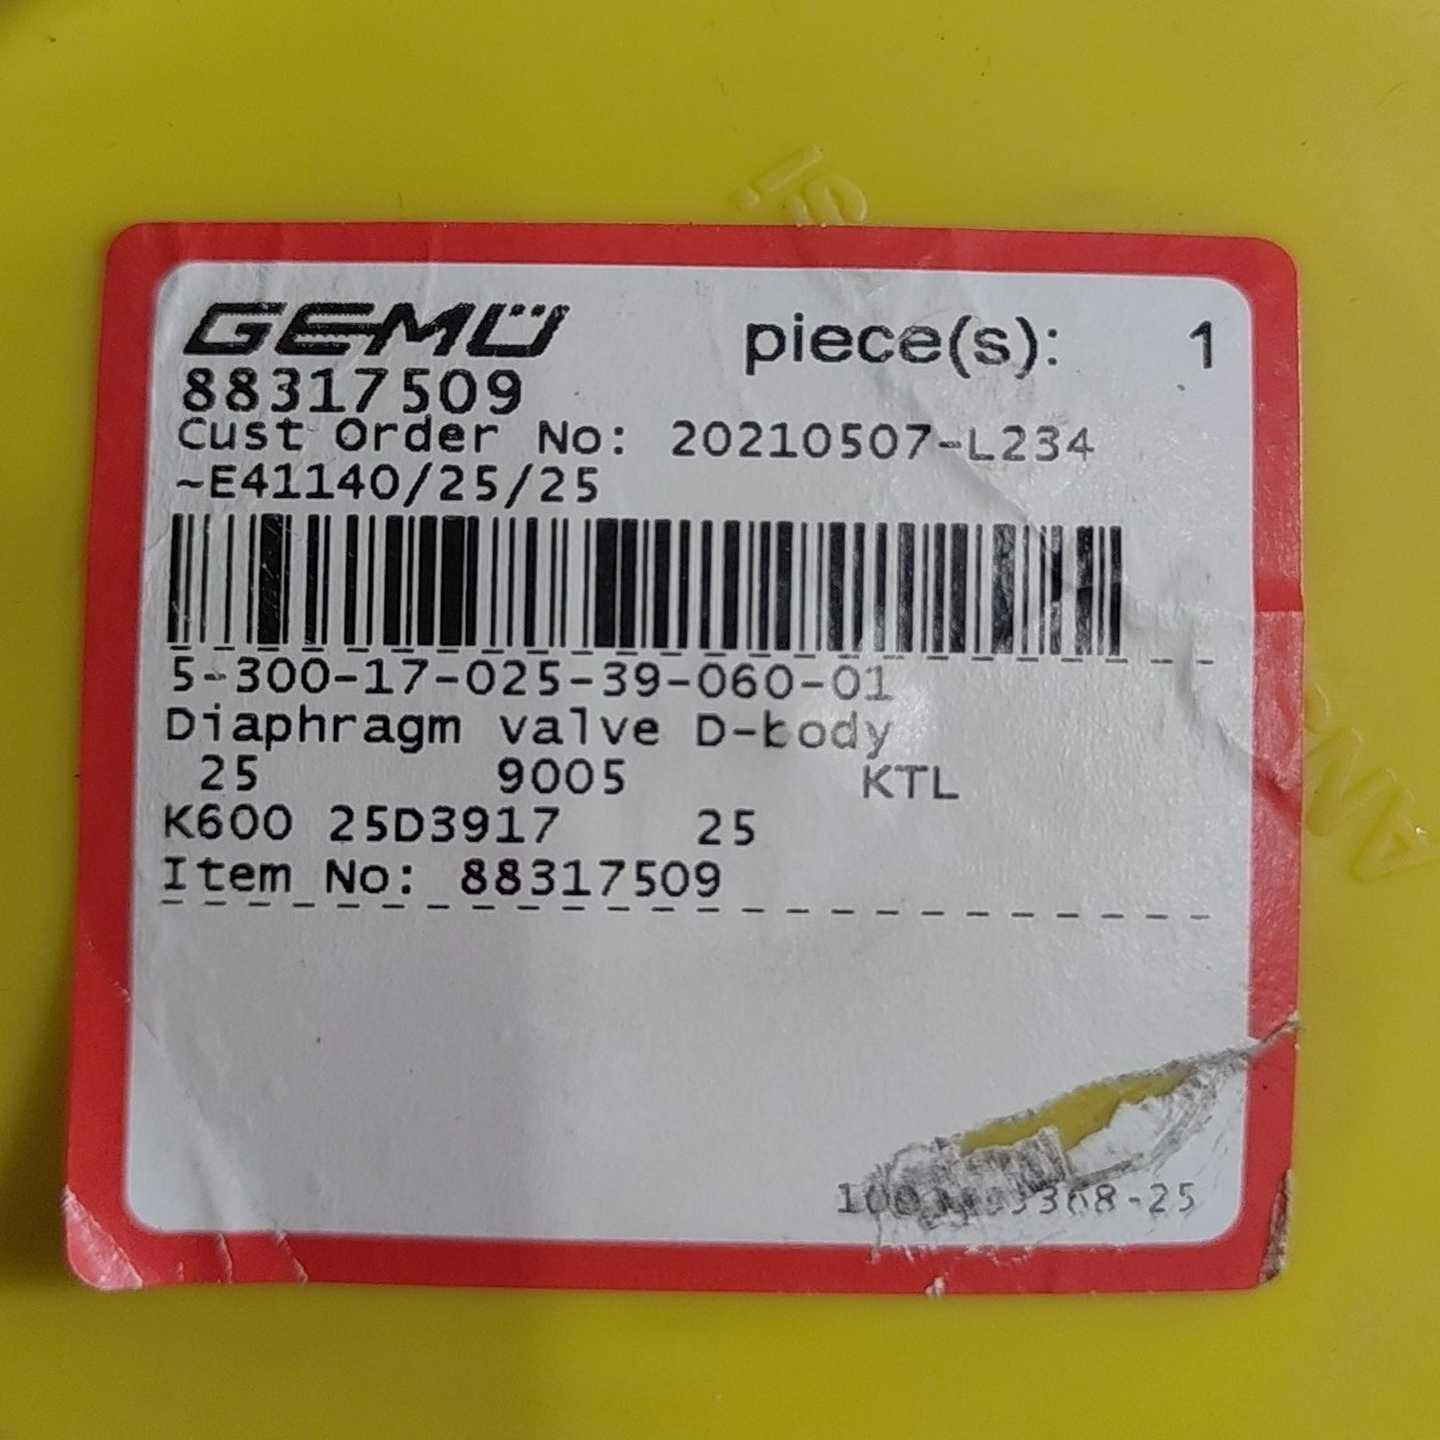 GEMÜ piece(s): 1
88317509
Cust Order No: 20210507-L234
~E41140/25/25
5-300-17-025-39-060-01
Diaphragm valve D-body
25 9005 KTL
K600 25D3917 25
Item No: 88317509